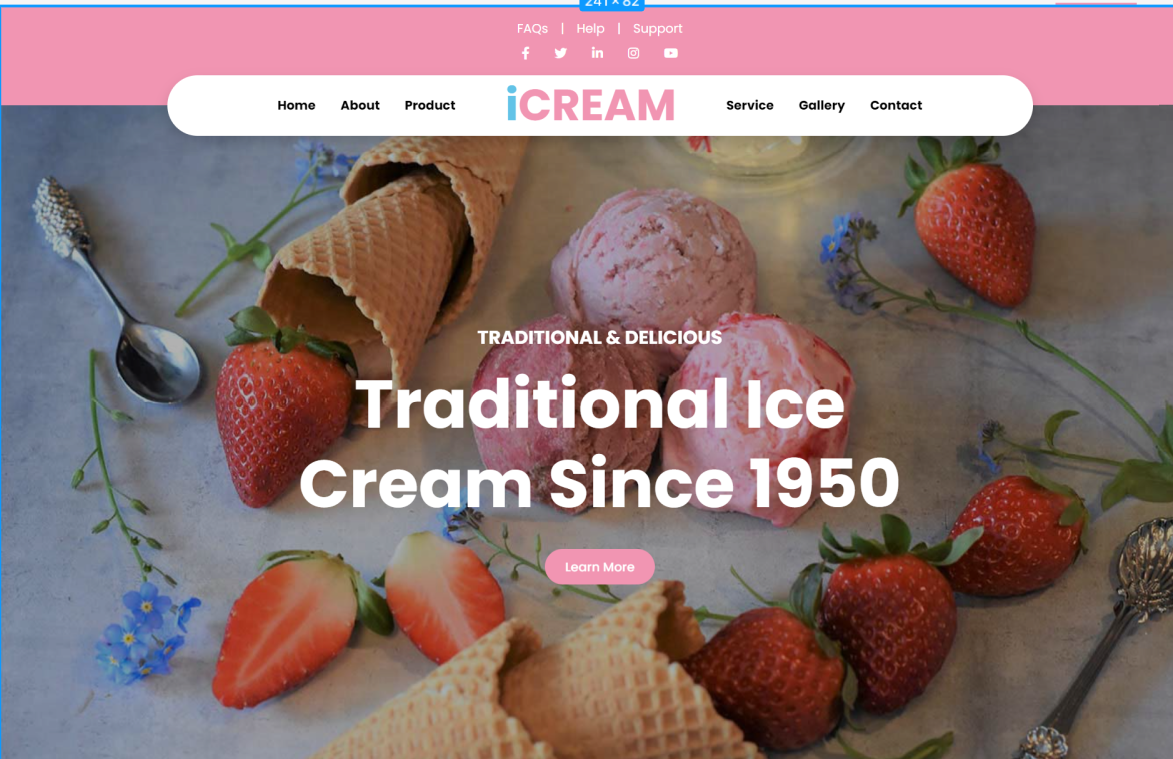 241 × 82
FAQs | Help | Support
Home About Product iCREAM Service Gallery Contact
TRADITIONAL & DELICIOUS
Traditional Ice
Cream Since 1950
Learn More